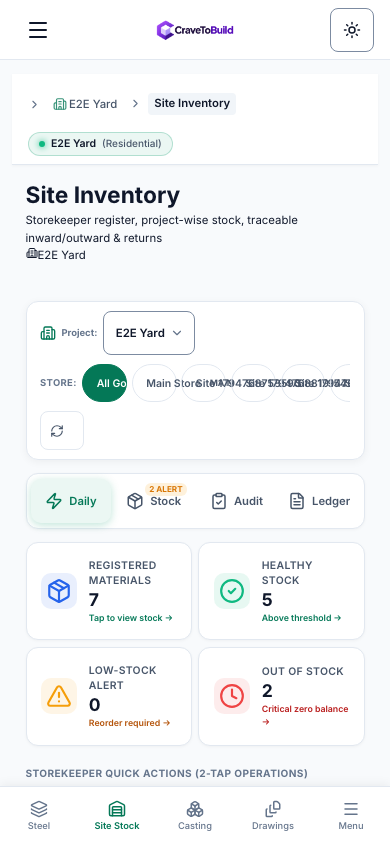 CraveToBuild
E2E Yard
Site Inventory
E2E Yard (Residential)
Site Inventory
Storekeeper register, project-wise stock, traceable
inward/outward & returns
E2E Yard
Project: E2E Yard
STORE: All Go Main Store
Daily
2 ALERT
Stock
Audit
Ledger
REGISTERED
MATERIALS
7
Tap to view stock →
HEALTHY
STOCK
5
Above threshold →
LOW-STOCK
ALERT
0
Reorder required →
OUT OF STOCK
2
Critical zero balance
→
STOREKEEPER QUICK ACTIONS (2-TAP OPERATIONS)
Steel
Site Stock
Casting
Drawings
Menu